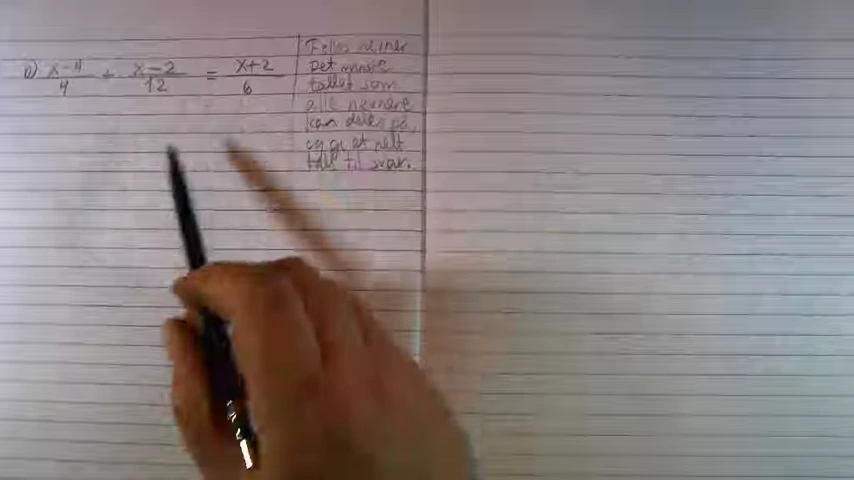 a) x-4/4 + x-2/12 = x+2/6
Felles nevner
Det minste
tallet som
alle nevnere
kan deles på,
og gi et helt
tall til svar.